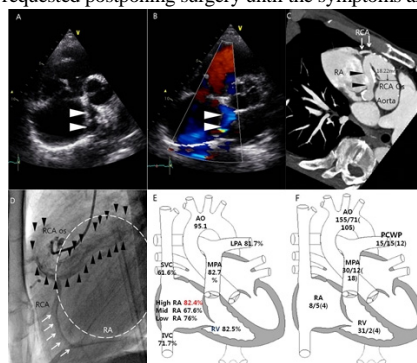 requested postponing surgery until the symptoms a
A
V
B
V
C
RCA
RA
RCA Os
Aorta
D
RCA os
RCA
RA
E
AO
95.1
LPA 81.7%
SVC
61.6%
MPA
82.7
%
High RA 82.4%
Mid RA 67.6%
Low RA 76%
RV 82.5%
IVC
71.7%
F
AO
155/71(
105)
PCWP
15/15(12)
MPA
30/12(
18)
RA
8/5(4)
RV
31/2(4)